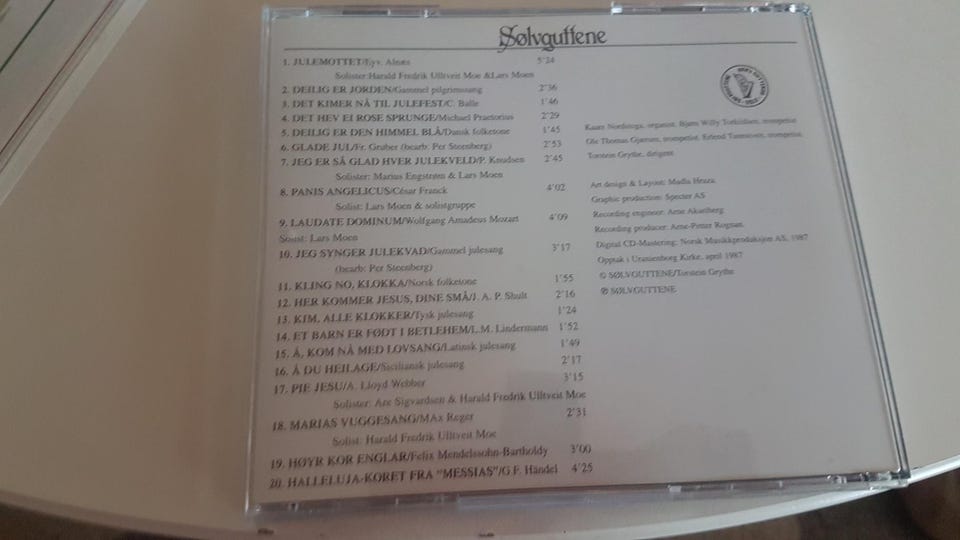 Sølvguttene
1. JULEMOTTET/Eyv. Alnæs 5'24
Solister:Harald Fredrik Ulltveit Moe &Lars Moen
2. DEILIG ER JORDEN/Gammel pilgrimssang 2'36
3. DET KIMER NÅ TIL JULEFEST/C. Balle 1'46
4. DET HEV EI ROSE SPRUNGE/Michael Praetorius 2'29
5. DEILIG ER DEN HIMMEL BLÅ/Dansk folketone 1'45
6. GLADE JUL/Fr. Gruber (bearb: Per Steenberg) 2'53
7. JEG ER SÅ GLAD HVER JULEKVELD/P. Knudsen 2'45
Solister: Marius Engstrøm & Lars Moen
8. PANIS ANGELICUS/César Franck 4'02
Solist: Lars Moen & solistgruppe
9. LAUDATE DOMINUM/Wolfgang Amadeus Mozart 4'09
Solist: Lars Moen
10. JEG SYNGER JULEKVAD/Gammel julesang 3'17
(bearb: Per Steenberg)
11. KLING NO, KLOKKA/Norsk folketone 1'55
12. HER KOMMER JESUS, DINE SMÅ/J. A. P. Shult 2'16
13. KIM, ALLE KLOKKER/Tysk julesang 1'24
14. ET BARN ER FØDT I BETLEHEM/L.M. Lindermann 1'52
15. Å, KOM NÅ MED LOVSANG/Latinsk julesang 1'49
16. Å DU HEILAGE/Siciliansk julesang 2'17
17. PIE JESU/A. Lloyd Webber 3'15
Solister: Are Sigvardsen & Harald Fredrik Ulltveit Moe
18. MARIAS VUGGESANG/MAx Reger 2'31
Solist: Harald Fredrik Ulltveit Moe
19. HØYR KOR ENGLAR/Felix Mendelssohn-Bartholdy 3'00
20. HALLELUJA-KORET FRA "MESSIAS"/G.F. Händel 4'25
Kaare Nordstoga, organist. Bjørn Willy Torkildsen, trompetist
Ole Thomas Gjærum, trompetist. Erlend Tunestveit, trompetist.
Torstein Grythe, dirigent.
Art design & Layout: Madla Hruza.
Graphic production: Specter AS
Recording engineer: Arne Akselberg.
Recording producer: Arne-Petter Rognan.
Digital CD-Mastering: Norsk Musikkproduksjon AS, 1987
Opptak i Uranienborg Kirke, april 1987
© SØLVGUTTENE/Torstein Grythe
℗ SØLVGUTTENE